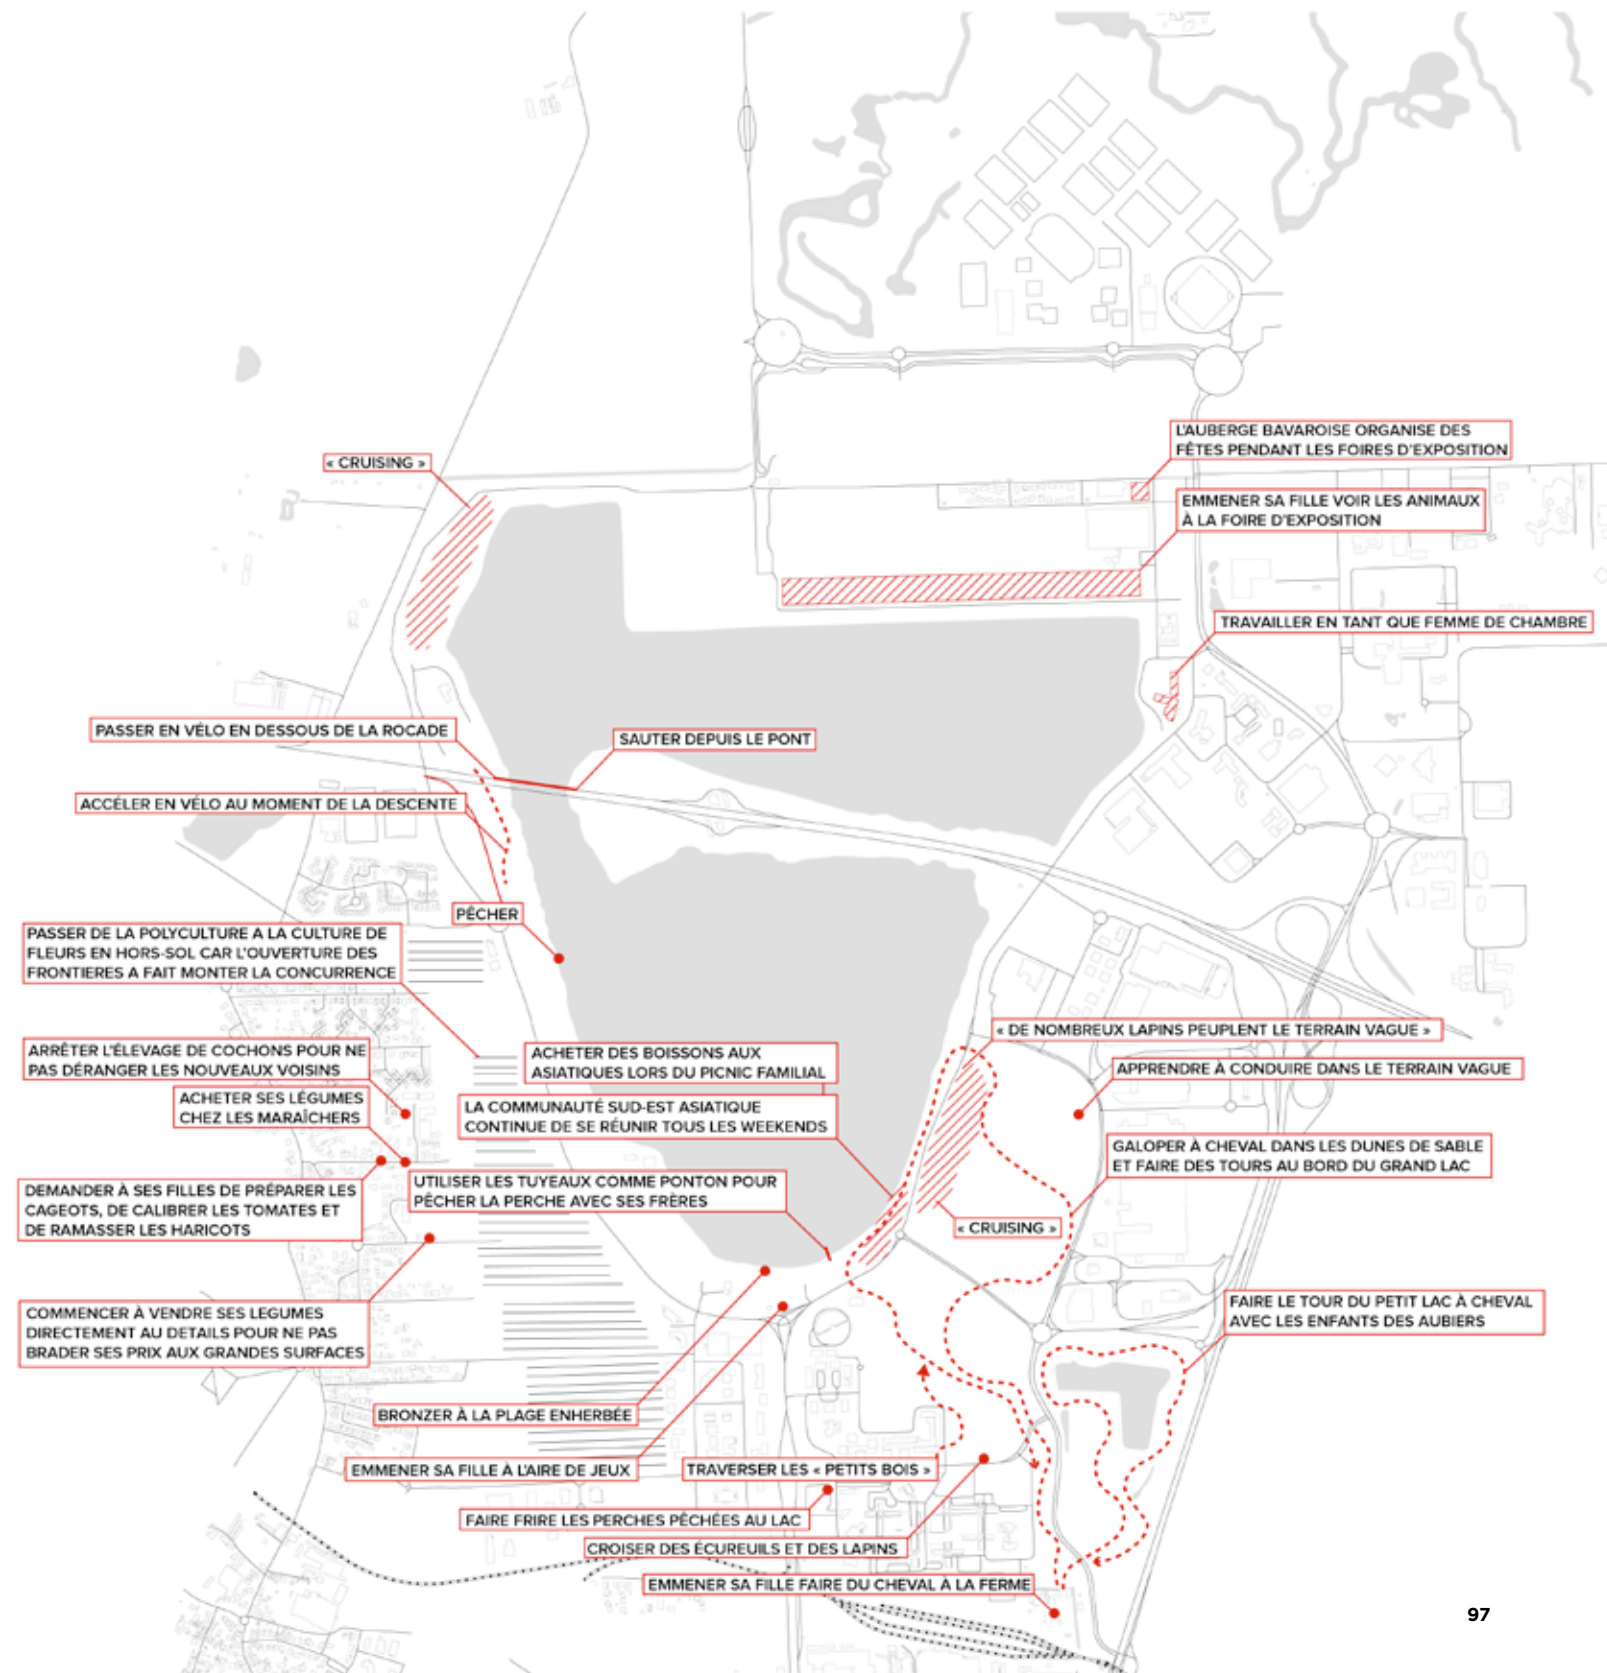 L'AUBERGE BAVAROISE ORGANISE DES
FÊTES PENDANT LES FOIRES D'EXPOSITION
« CRUISING »
EMMENER SA FILLE VOIR LES ANIMAUX
À LA FOIRE D'EXPOSITION
TRAVAILLER EN TANT QUE FEMME DE CHAMBRE
PASSER EN VÉLO EN DESSOUS DE LA ROCADE
SAUTER DEPUIS LE PONT
ACCÉLER EN VÉLO AU MOMENT DE LA DESCENTE
PÊCHER
PASSER DE LA POLYCULTURE A LA CULTURE DE
FLEURS EN HORS-SOL CAR L'OUVERTURE DES
FRONTIERES A FAIT MONTER LA CONCURRENCE
« DE NOMBREUX LAPINS PEUPLENT LE TERRAIN VAGUE »
ARRÊTER L'ÉLEVAGE DE COCHONS POUR NE
PAS DÉRANGER LES NOUVEAUX VOISINS
ACHETER DES BOISSONS AUX
ASIATIQUES LORS DU PICNIC FAMILIAL
APPRENDRE À CONDUIRE DANS LE TERRAIN VAGUE
ACHETER SES LÉGUMES
CHEZ LES MARAÎCHERS
LA COMMUNAUTÉ SUD-EST ASIATIQUE
CONTINUE DE SE RÉUNIR TOUS LES WEEKENDS
GALOPER À CHEVAL DANS LES DUNES DE SABLE
ET FAIRE DES TOURS AU BORD DU GRAND LAC
DEMANDER À SES FILLES DE PRÉPARER LES
CAGEOTS, DE CALIBRER LES TOMATES ET
DE RAMASSER LES HARICOTS
UTILISER LES TUYEAUX COMME PONTON POUR
PÊCHER LA PERCHE AVEC SES FRÈRES
« CRUISING »
COMMENCER À VENDRE SES LEGUMES
DIRECTEMENT AU DETAILS POUR NE PAS
BRADER SES PRIX AUX GRANDES SURFACES
FAIRE LE TOUR DU PETIT LAC À CHEVAL
AVEC LES ENFANTS DES AUBIERS
BRONZER À LA PLAGE ENHERBÉE
EMMENER SA FILLE À L'AIRE DE JEUX
TRAVERSER LES « PETITS BOIS »
FAIRE FRIRE LES PERCHES PÊCHÉES AU LAC
CROISER DES ÉCUREUILS ET DES LAPINS
EMMENER SA FILLE FAIRE DU CHEVAL À LA FERME
97